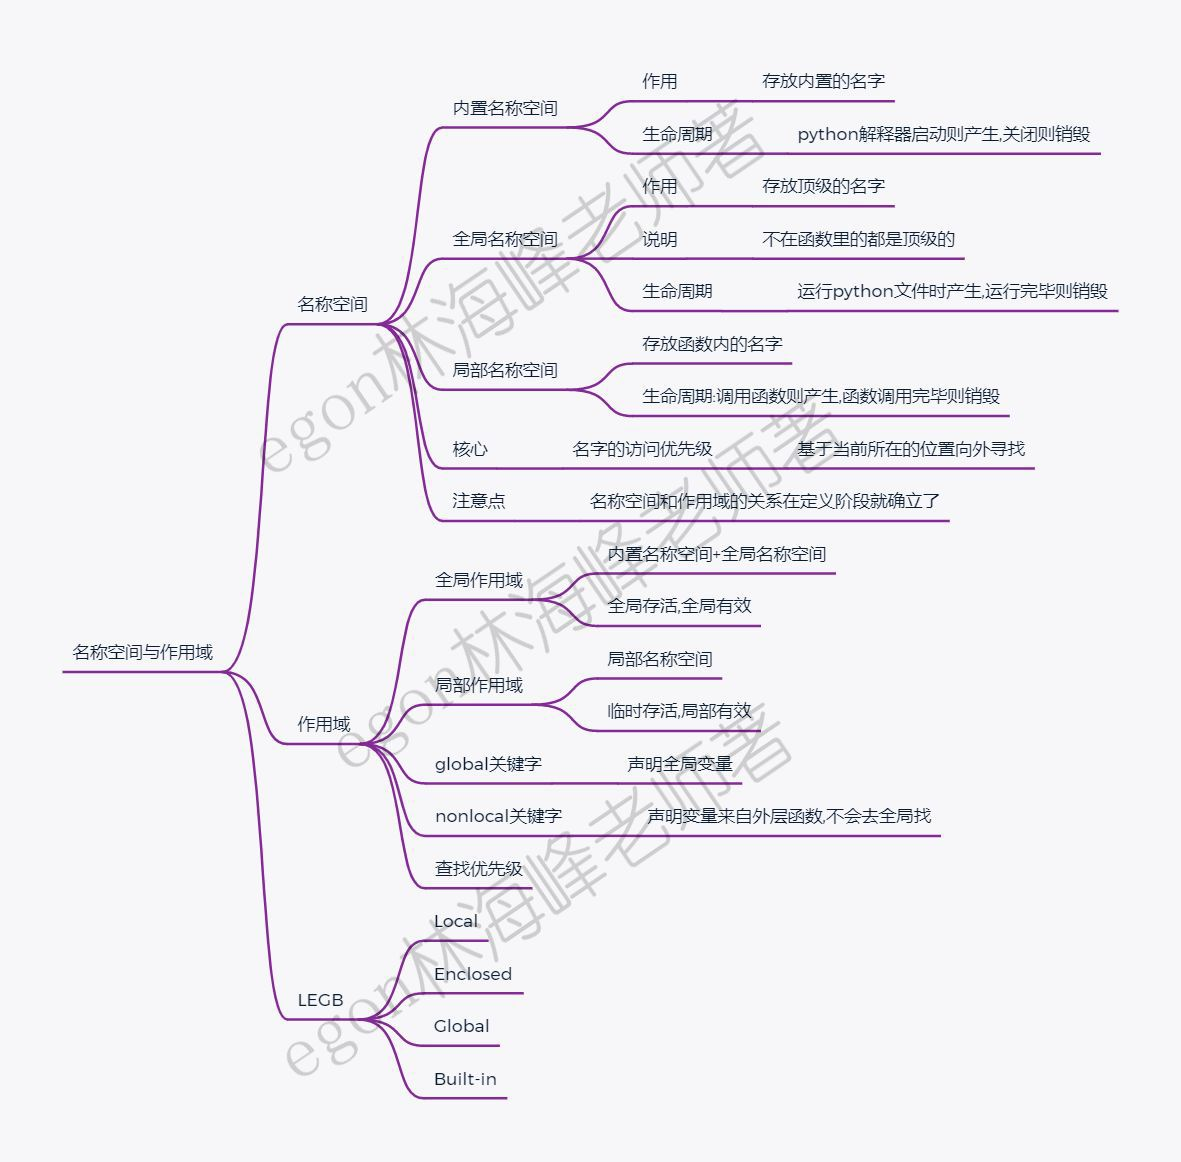 名称空间与作用域
名称空间
内置名称空间
作用
存放内置的名字
生命周期
python解释器启动则产生,关闭则销毁
全局名称空间
作用
存放顶级的名字
说明
不在函数里的都是顶级的
生命周期
运行python文件时产生,运行完毕则销毁
局部名称空间
存放函数内的名字
生命周期:调用函数则产生,函数调用完毕则销毁
核心
名字的访问优先级
基于当前所在的位置向外寻找
注意点
名称空间和作用域的关系在定义阶段就确立了
作用域
全局作用域
内置名称空间+全局名称空间
全局存活,全局有效
局部作用域
局部名称空间
临时存活,局部有效
global关键字
声明全局变量
nonlocal关键字
声明变量来自外层函数,不会去全局找
查找优先级
LEGB
Local
Enclosed
Global
Built-in
egon林海峰老师著
egon林海峰老师著
egon林海峰老师著